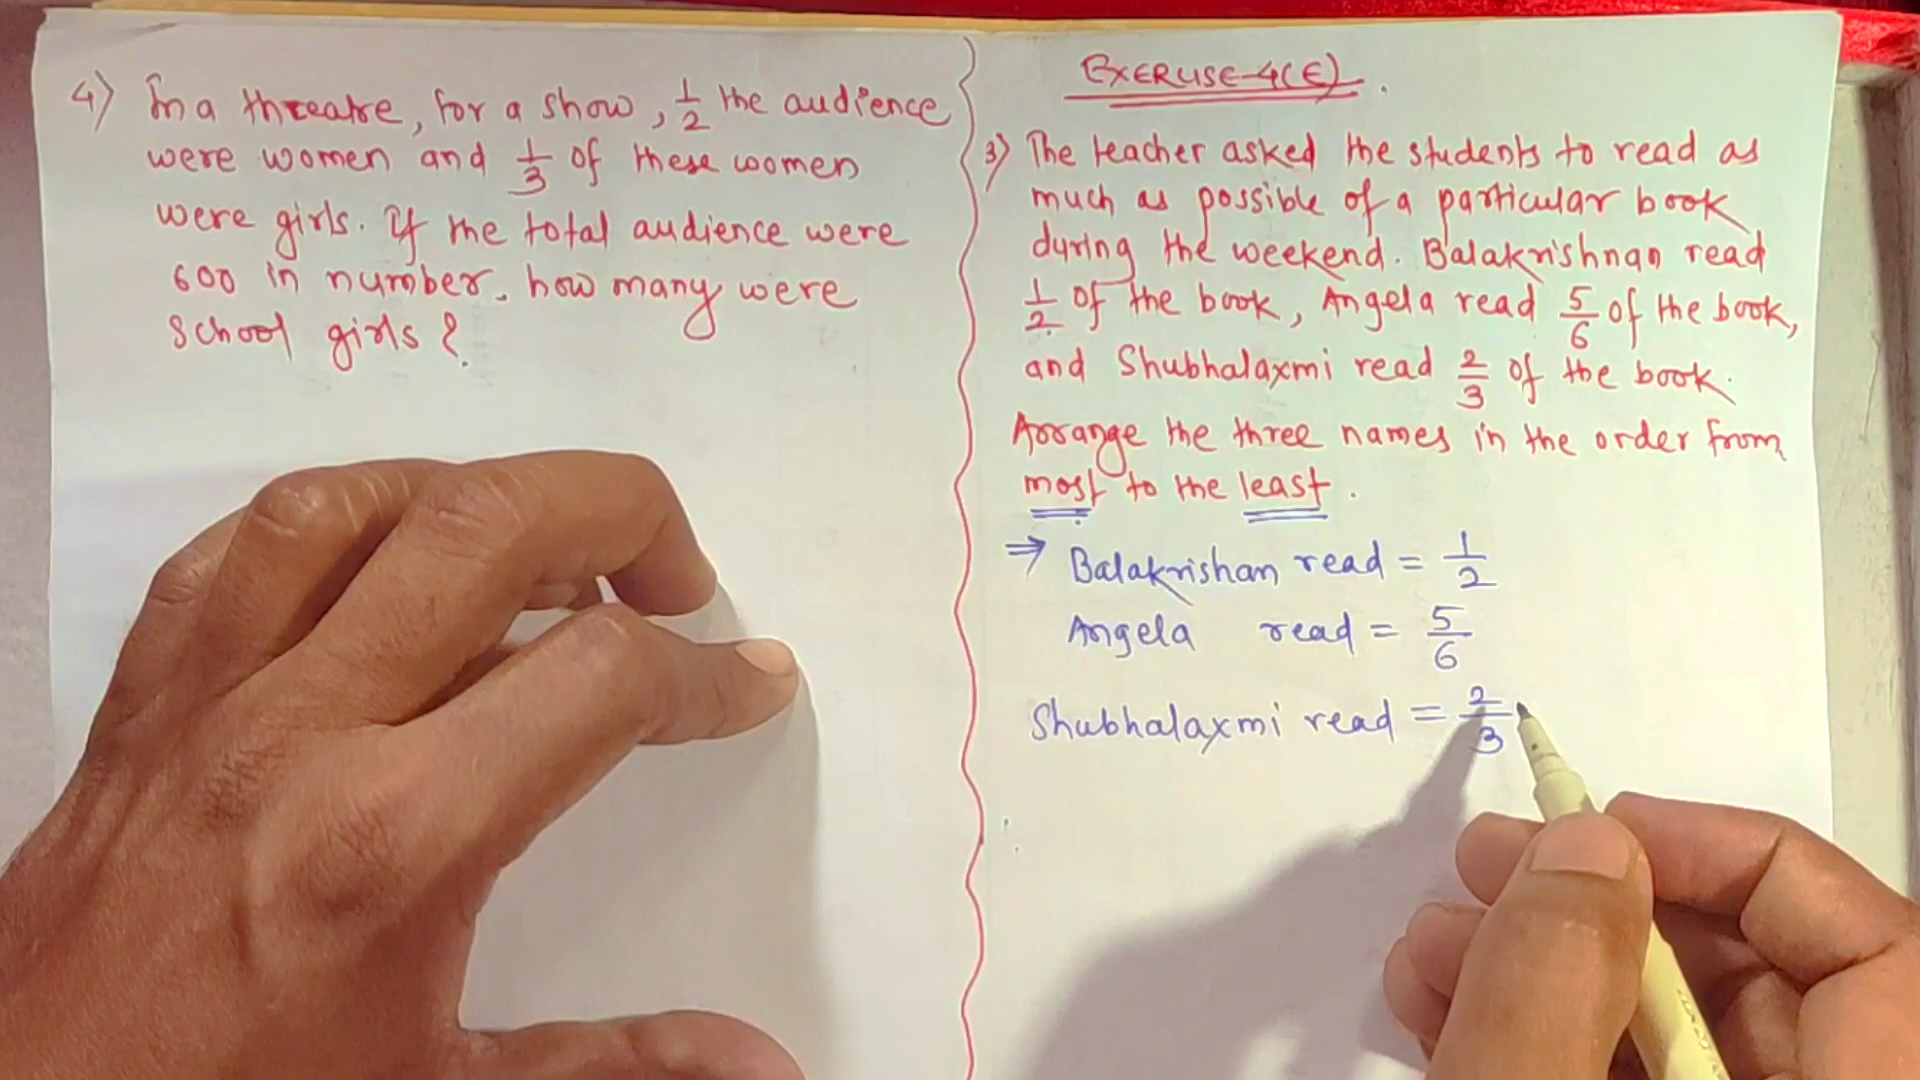 4) In a threatre, for a show, 1/2 the audience
were women and 1/3 of these women
were girls. If the total audience were
600 in number. how many were
School girls ?
EXERUSE-4(E).
3) The teacher asked the students to read as
much as possible of a particular book
during the weekend. Balakrishnan read
1/2 of the book, Angela read 5/6 of the book,
and Shubhalaxmi read 2/3 of the book.
Arrange the three names in the order from
most to the least.
⇒ Balakrishan read = 1/2
Angela read = 5/6
Shubhalaxmi read = 2/3